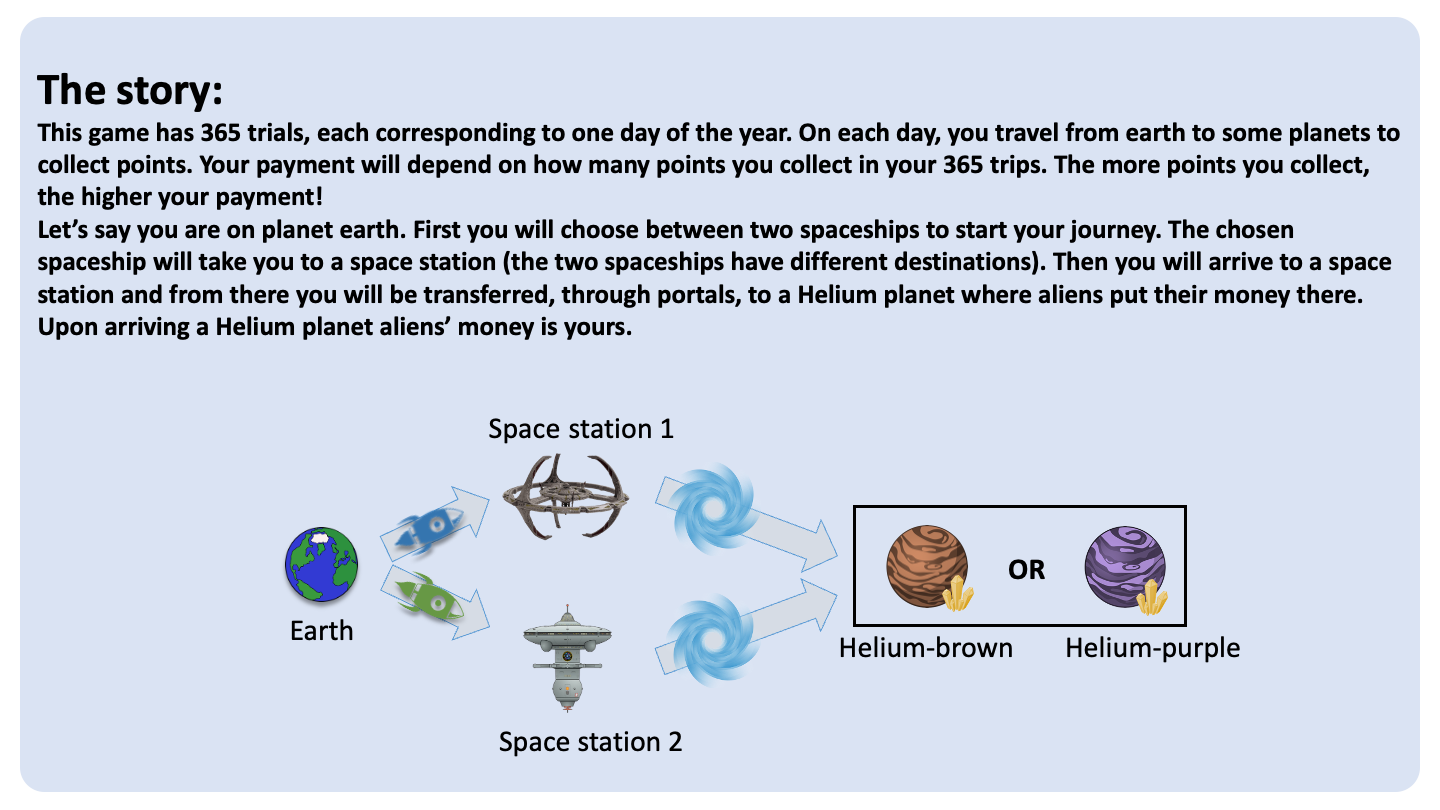 The story:
This game has 365 trials, each corresponding to one day of the year. On each day, you travel from earth to some planets to
collect points. Your payment will depend on how many points you collect in your 365 trips. The more points you collect,
the higher your payment!
Let’s say you are on planet earth. First you will choose between two spaceships to start your journey. The chosen
spaceship will take you to a space station (the two spaceships have different destinations). Then you will arrive to a space
station and from there you will be transferred, through portals, to a Helium planet where aliens put their money there.
Upon arriving a Helium planet aliens’ money is yours.
Space station 1
OR
Earth
Helium-brown
Helium-purple
Space station 2